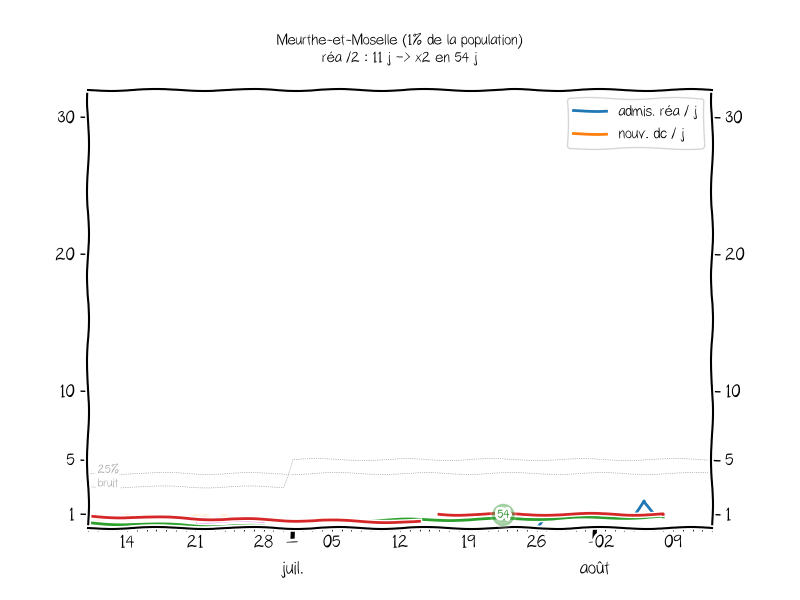 Meurthe-et-Moselle (1% de la population)
réa /2 : 11 j -> x2 en 54 j
admis. réa / j
nouv. dc / j
30
30
20
20
10
10
5
5
25%
bruit
1
1
54
14 21 28 05 12 19 26 02 09
juil. août